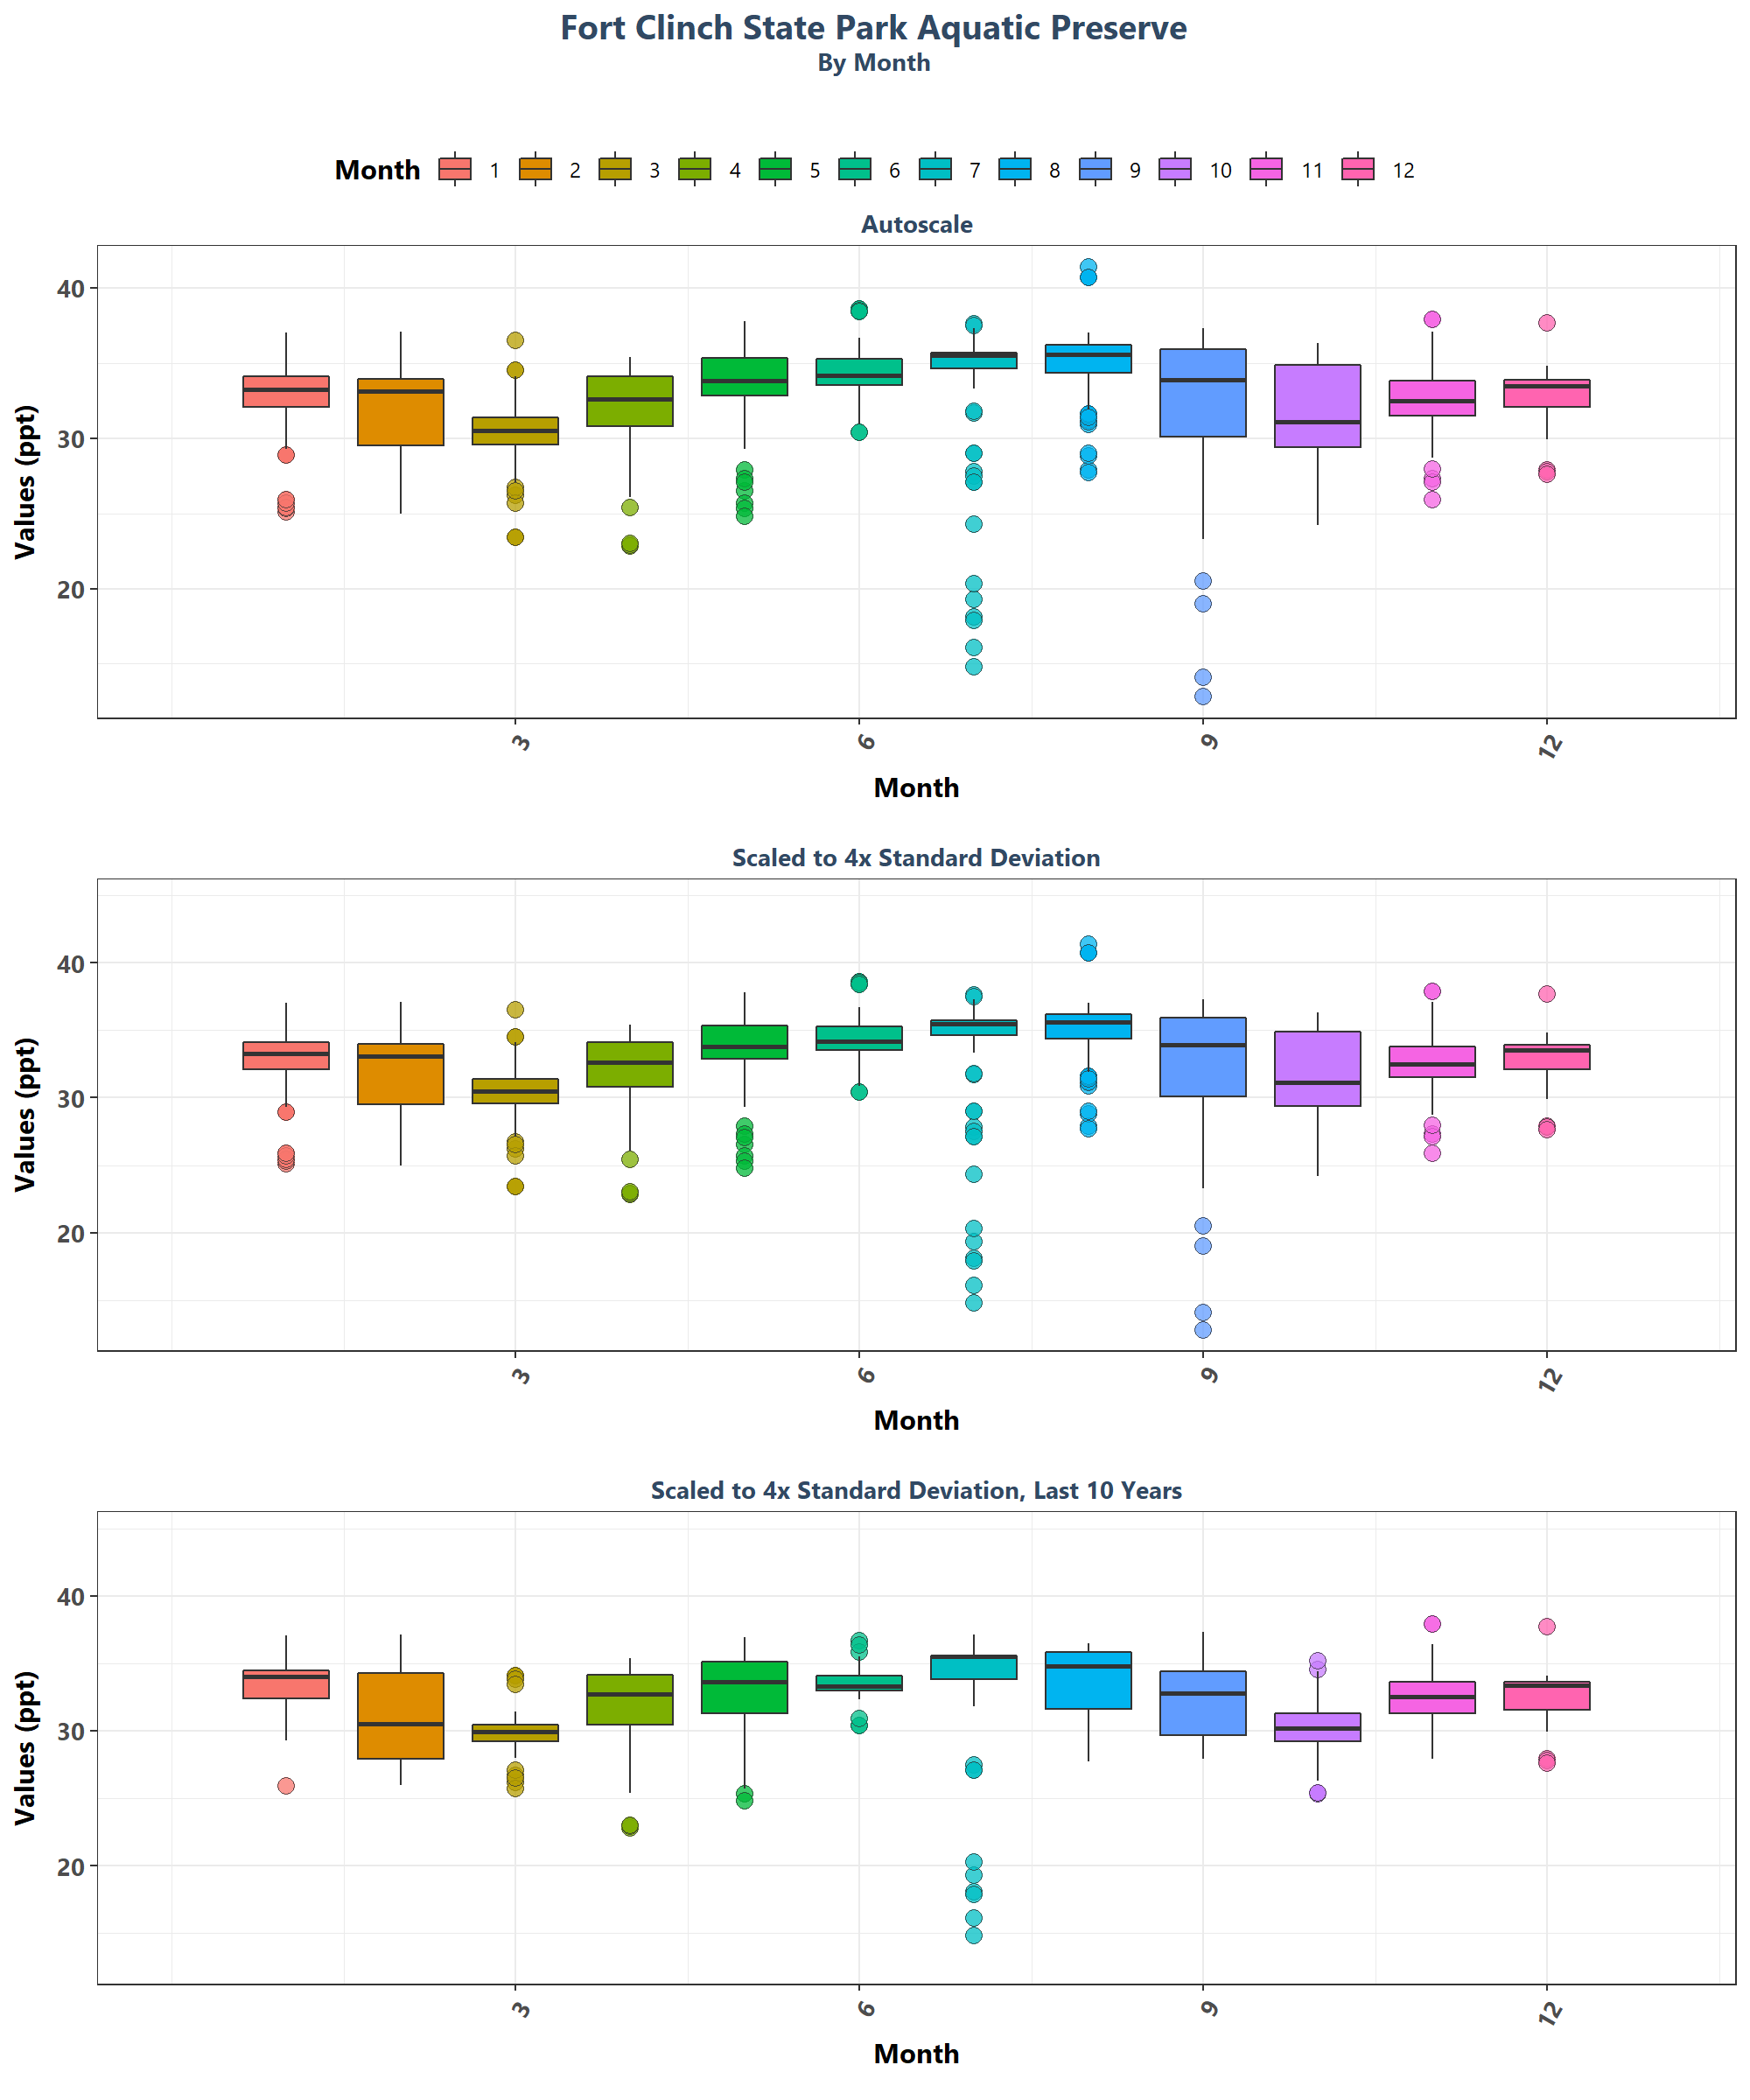 Fort Clinch State Park Aquatic Preserve
By Month
Month 1 2 3 4 5 6 7 8 9 10 11 12
Autoscale
Values (ppt)
40
30
20
3 6 9 12
Month
Scaled to 4x Standard Deviation
Values (ppt)
40
30
20
3 6 9 12
Month
Scaled to 4x Standard Deviation, Last 10 Years
Values (ppt)
40
30
20
3 6 9 12
Month